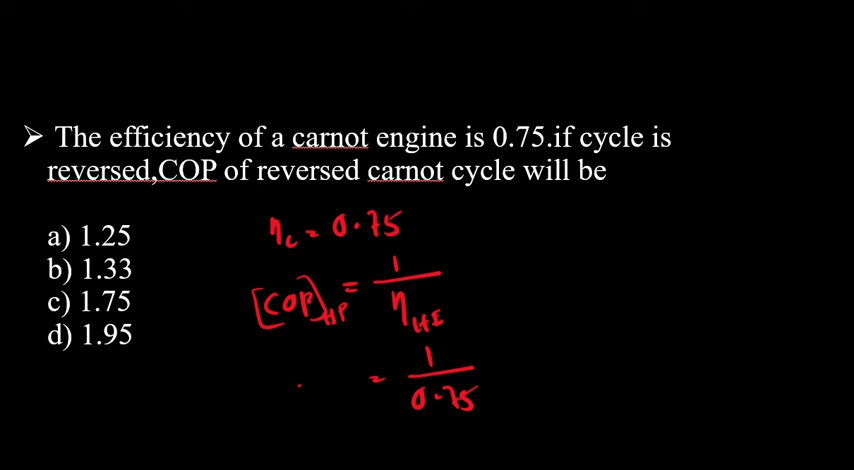 ➢ The efficiency of a carnot engine is 0.75.if cycle is
reversed,COP of reversed carnot cycle will be
a) 1.25
b) 1.33
c) 1.75
d) 1.95
ηc = 0.75
[COP]HP = 1/ηHE
= 1/0.75